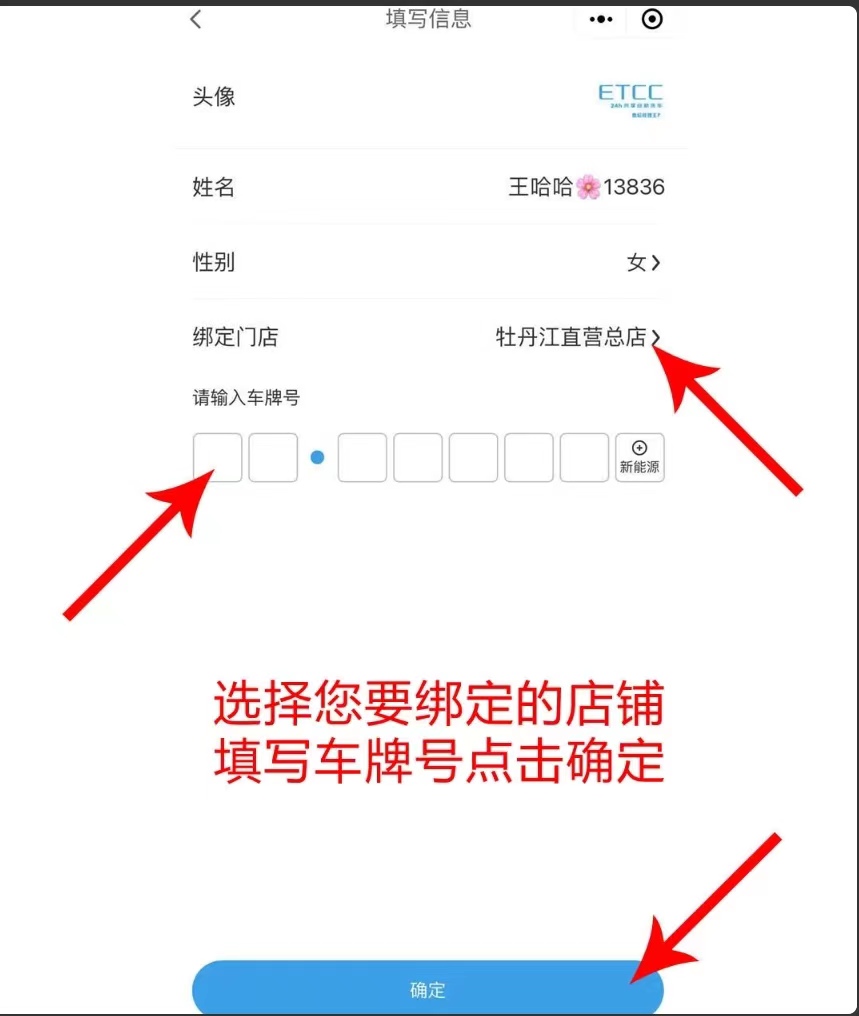 填写信息
头像
ETCC
姓名
王哈哈🌸13836
性别
女
绑定门店
牡丹江直营总店
请输入车牌号
新能源
选择您要绑定的店铺
填写车牌号点击确定
确定